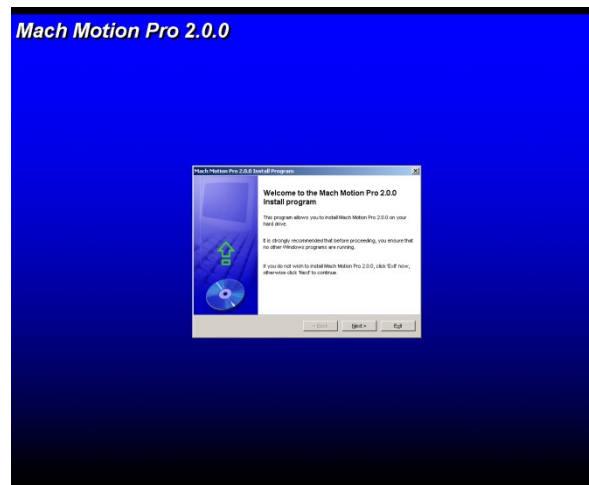 Mach Motion Pro 2.0.0
Mach Motion Pro 2.0.0 Install Program
Welcome to the Mach Motion Pro 2.0.0
Install program
This program allows you to install Mach Motion Pro 2.0.0 on your
hard drive.
It is strongly recommended that before proceeding, you ensure that
no other Windows programs are running.
If you do not wish to install Mach Motion Pro 2.0.0, click 'Exit' now,
otherwise click 'Next' to continue.
< Back Next > Exit